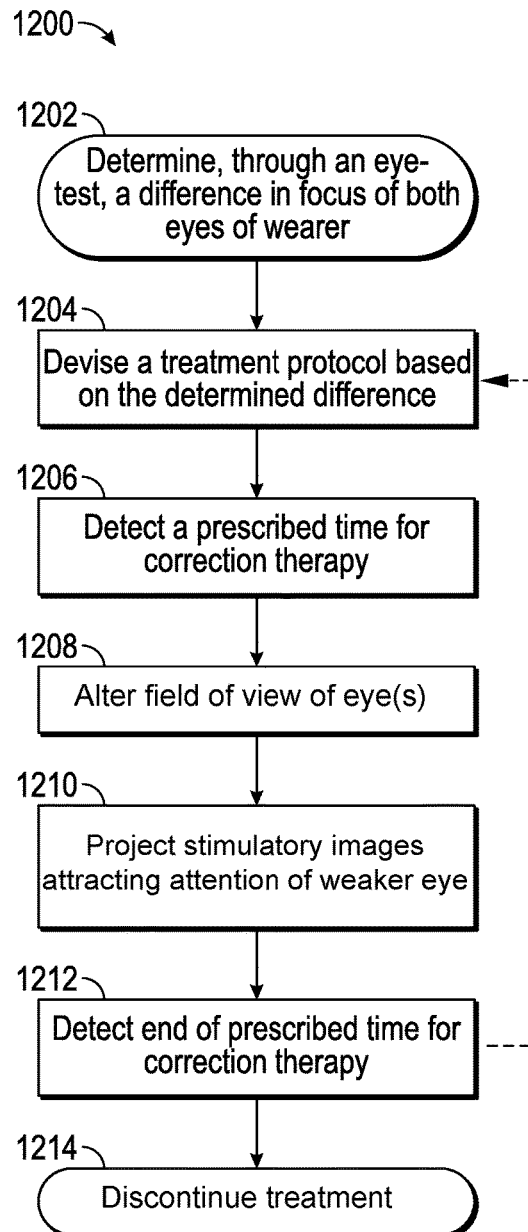 1200
1202
Determine, through an eye-
test, a difference in focus of both
eyes of wearer
1204
Devise a treatment protocol based
on the determined difference
1206
Detect a prescribed time for
correction therapy
1208
Alter field of view of eye(s)
1210
Project stimulatory images
attracting attention of weaker eye
1212
Detect end of prescribed time for
correction therapy
1214
Discontinue treatment